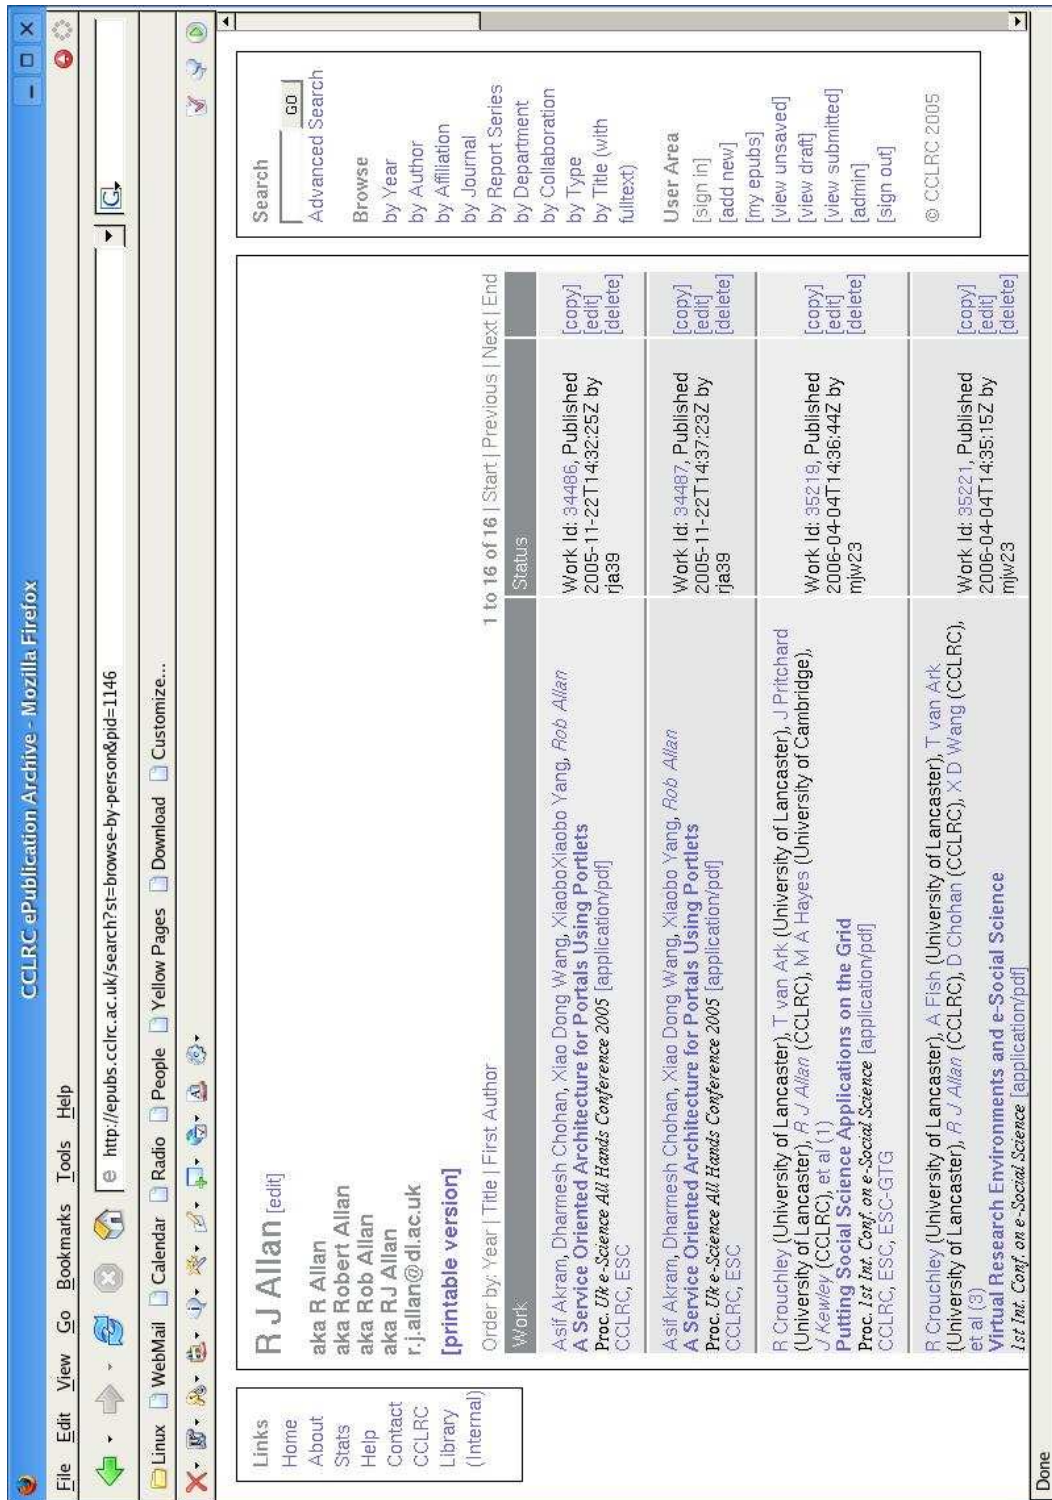 CCLRC ePublication Archive - Mozilla Firefox
File Edit View Go Bookmarks Tools Help
http://epubs.cclrc.ac.uk/search?st=browse-by-person&pid=1146
Linux WebMail Calendar Radio People Yellow Pages Download Customize...
Links
Home
About
Stats
Help
Contact
CCLRC
Library
(Internal)
R J Allan [edit]
aka R Allan
aka Robert Allan
aka Rob Allan
aka RJ Allan
r.j.allan@dl.ac.uk
[printable version]
1 to 16 of 16 | Start | Previous | Next | End
Order by: Year | Title | First Author
Work Status
Asif Akram, Dharmesh Chohan, Xiao Dong Wang, XiaoboXiaobo Yang, Rob Allan
A Service Oriented Architecture for Portals Using Portlets
Proc. Uk e-Science All Hands Conference 2005 [application/pdf]
CCLRC, ESC
Work Id: 34486, Published
2005-11-22T14:32:25Z by
rja39
[copy]
[edit]
[delete]
Asif Akram, Dharmesh Chohan, Xiao Dong Wang, Xiaobo Yang, Rob Allan
A Service Oriented Architecture for Portals Using Portlets
Proc. Uk e-Science All Hands Conference 2005 [application/pdf]
CCLRC, ESC
Work Id: 34487, Published
2005-11-22T14:37:23Z by
rja39
[copy]
[edit]
[delete]
R Crouchley (University of Lancaster), T van Ark (University of Lancaster), J Pritchard
(University of Lancaster), R J Allan (CCLRC), M A Hayes (University of Cambridge),
J Kewley (CCLRC), et al (1)
Putting Social Science Applications on the Grid
Proc. 1st Int. Conf. on e-Social Science [application/pdf]
CCLRC, ESC, ESC-GTG
Work Id: 35219, Published
2006-04-04T14:36:44Z by
mjw23
[copy]
[edit]
[delete]
R Crouchley (University of Lancaster), A Fish (University of Lancaster), T van Ark
(University of Lancaster), R J Allan (CCLRC), D Chohan (CCLRC), X D Wang (CCLRC),
et al (3)
Virtual Research Environments and e-Social Science
1st Int. Conf. on e-Social Science [application/pdf]
Work Id: 35221, Published
2006-04-04T14:35:15Z by
mjw23
[copy]
[edit]
[delete]
Search
GO
Advanced Search
Browse
by Year
by Author
by Affiliation
by Journal
by Report Series
by Department
by Collaboration
by Type
by Title (with
fulltext)
User Area
[sign in]
[add new]
[my epubs]
[view unsaved]
[view draft]
[view submitted]
[admin]
[sign out]
© CCLRC 2005
Done